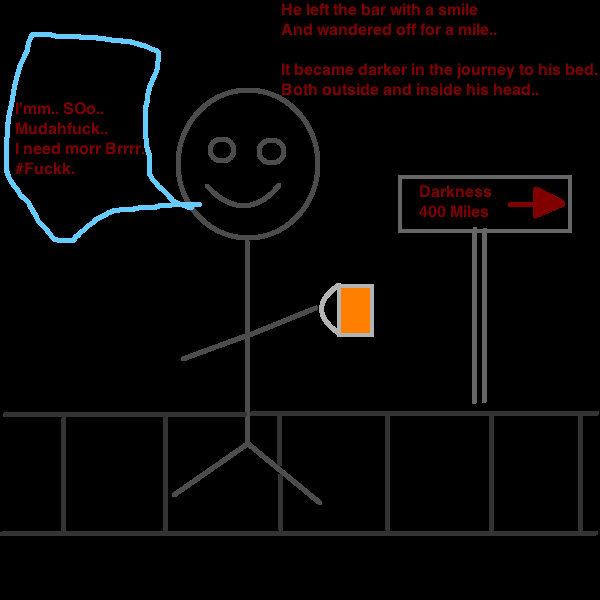 He left the bar with a smile
And wandered off for a mile..
It became darker in the journey to his bed.
Both outside and inside his head..
I'mm.. SOo..
Mudahfuck..
I need morr Brrrr.
#Fuckk.
Darkness
400 Miles